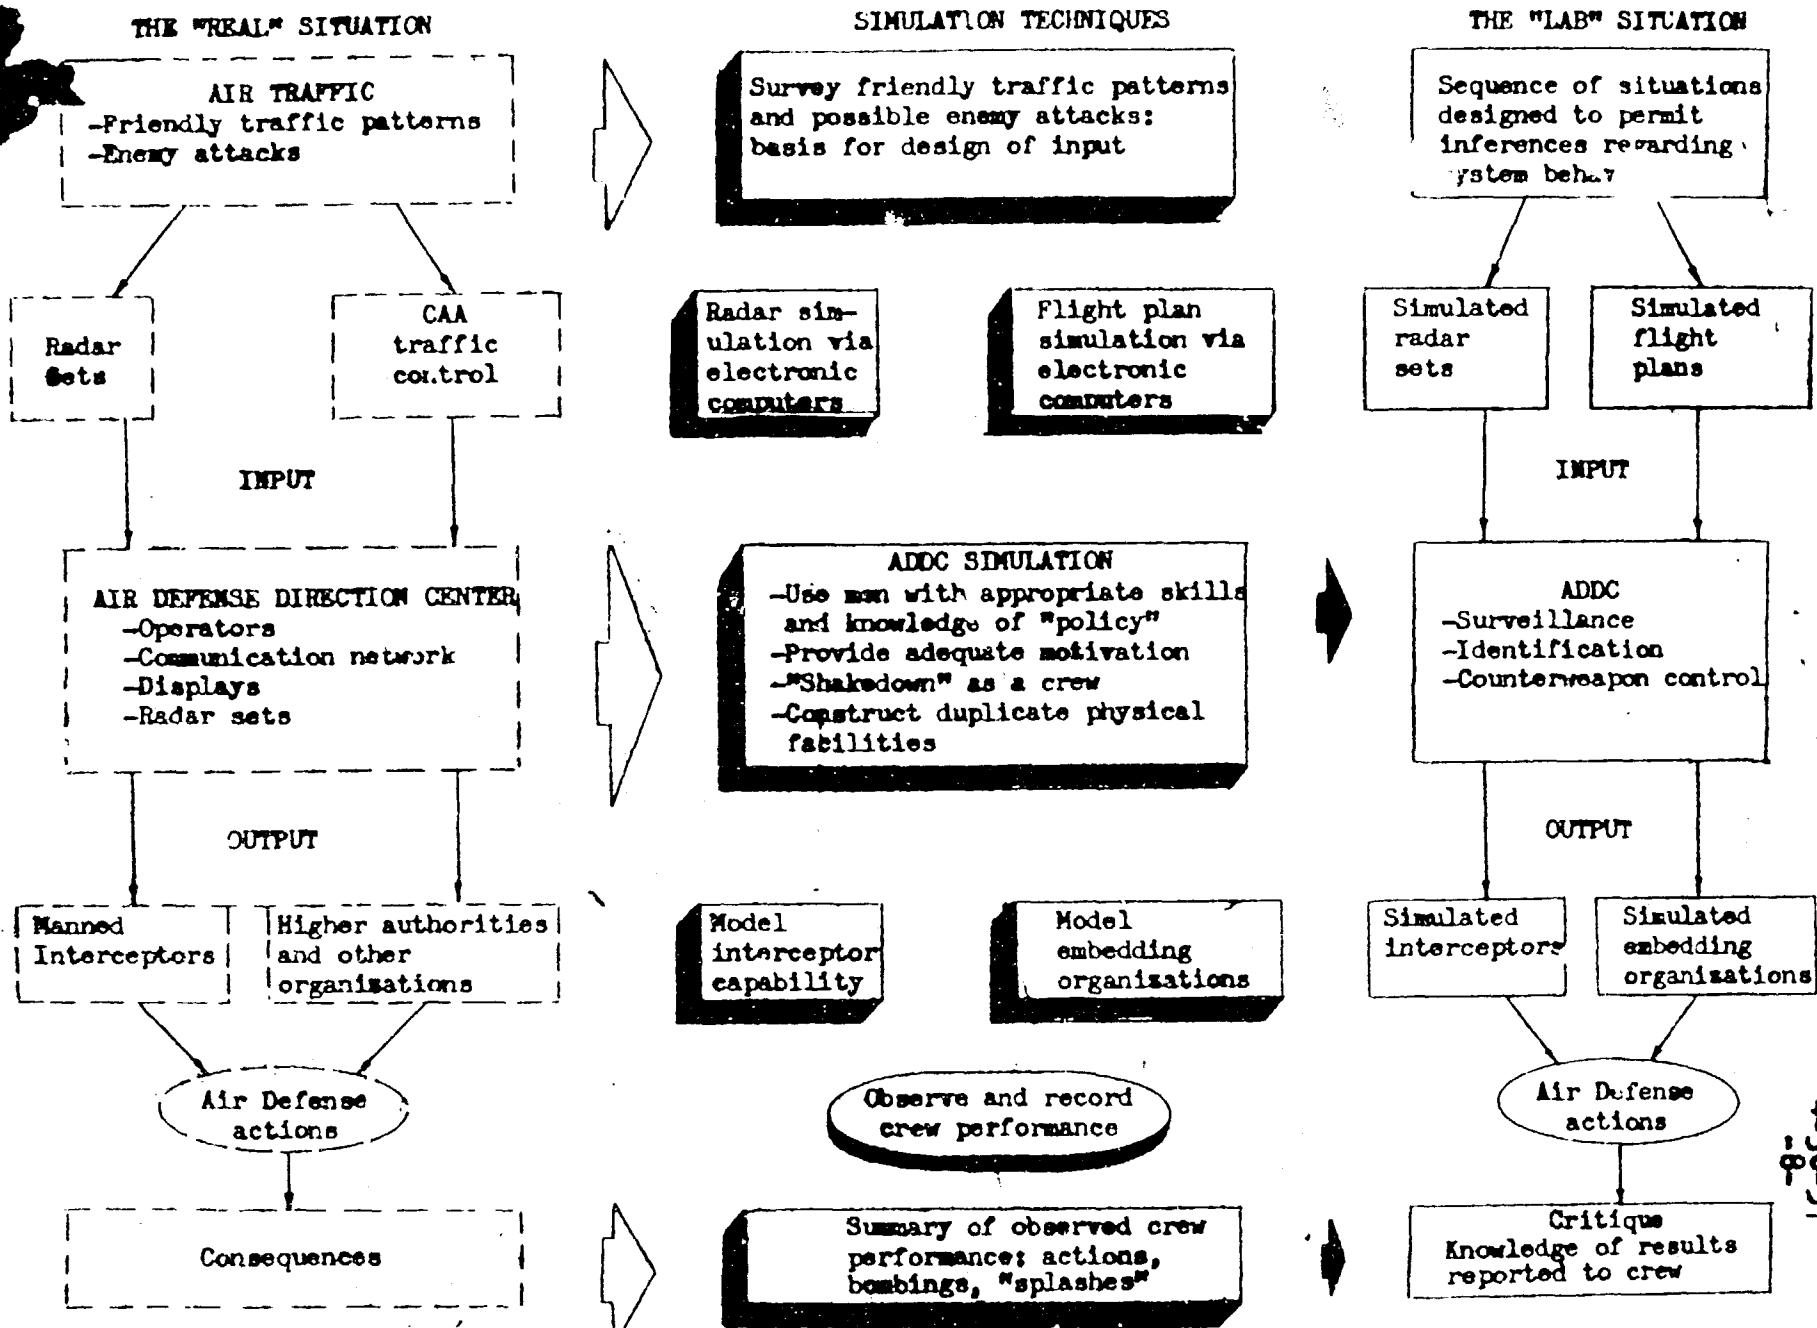 THE "REAL" SITUATION
SIMULATION TECHNIQUES
THE "LAB" SITUATION
AIR TRAFFIC
-Friendly traffic patterns
-Enemy attacks
Survey friendly traffic patterns
and possible enemy attacks:
basis for design of input
Sequence of situations
designed to permit
inferences regarding
ystem behav
Radar
Sets
CAA
traffic
control
Radar sim-
ulation via
electronic
computers
Flight plan
simulation via
electronic
computers
Simulated
radar
sets
Simulated
flight
plans
INPUT
INPUT
AIR DEFENSE DIRECTION CENTER
-Operators
-Communication network
-Displays
-Radar sets
ADDC SIMULATION
-Use men with appropriate skills
and knowledge of "policy"
-Provide adequate motivation
-"Shakedown" as a crew
-Construct duplicate physical
facilities
ADDC
-Surveillance
-Identification
-Counterweapon control
OUTPUT
OUTPUT
Manned
Interceptors
Higher authorities
and other
organizations
Model
interceptor
capability
Model
embedding
organizations
Simulated
interceptors
Simulated
embedding
organizations
Air Defense
actions
Observe and record
crew performance
Air Defense
actions
Consequences
Summary of observed crew
performance: actions,
bombings, "splashes"
Critique
Knowledge of results
reported to crew